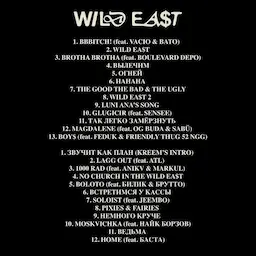 WILD EA$T
1. BBBITCH! (feat. VACIO & BATO)
2. WILD EA$T
3. BROTHA BROTHA (feat. BOULEVARD DEPO)
4. ВЫЛЕЧИМ
5. ОГНЕЙ
6. НАНАНА
7. THE GOOD THE BAD & THE UGLY
8. WILD EA$T 2
9. LUNI ANA'S SONG
10. GLUGICIR (feat. SENSEE)
11. ТАК ЛЕГКО ЗАМЁРЗНУТЬ
12. MAGDALENE (feat. OG BUDA & SABÜ)
13. BOYS (feat. FEDUK & FRIENDLY THUG 52 NGG)
1. ЗВУЧИТ КАК ПЛАН (KREEM'S INTRO)
2. LAGG OUT (feat. ATL)
3. 1000 RAD (feat. ANIKV & MARKUL)
4. NO CHURCH IN THE WILD EAST
5. BOLOTO (feat. БИЛИК & БРУТТО)
6. ВСТРЕТИМСЯ У КАССЫ
7. SOLOIST (feat. JEEMBO)
8. PIXIES & FAIRIES
9. НЕМНОГО КРУЧЕ
10. MOSKVICHKA (feat. НАЙК БОРЗОВ)
11. ВЕДЬМА
12. HOME (feat. БАСТА)